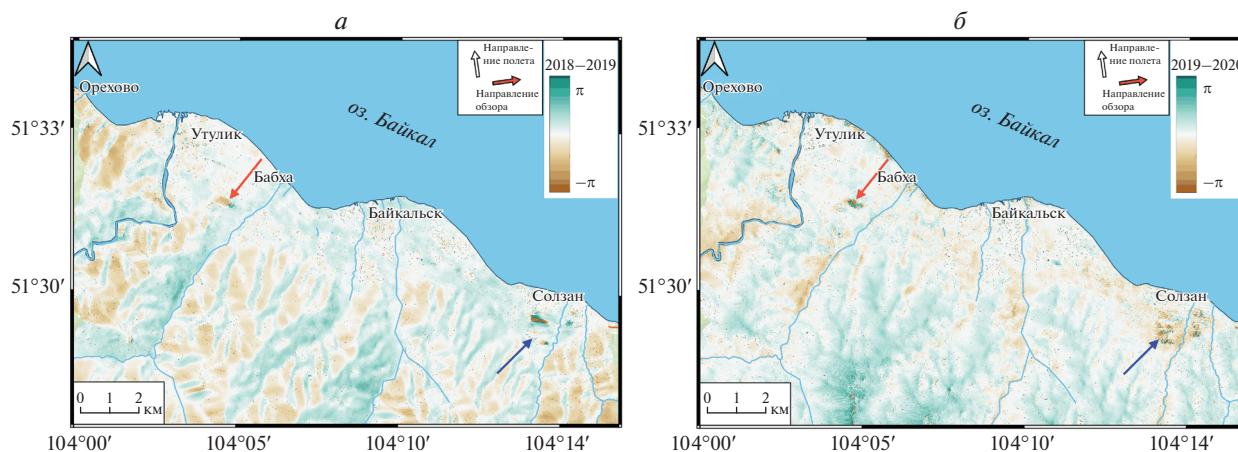 а
Направле-
ние полета
Направление
обзора
2018−2019
π
−π
Орехово
оз. Байкал
51°33′
Утулик
Бабха
Байкальск
51°30′
Солзан
0 1 2
км
104°00′ 104°05′ 104°10′ 104°14′
б
Направле-
ние полета
Направление
обзора
2019−2020
π
−π
Орехово
оз. Байкал
51°33′
Утулик
Бабха
Байкальск
51°30′
Солзан
0 1 2
км
104°00′ 104°05′ 104°10′ 104°14′